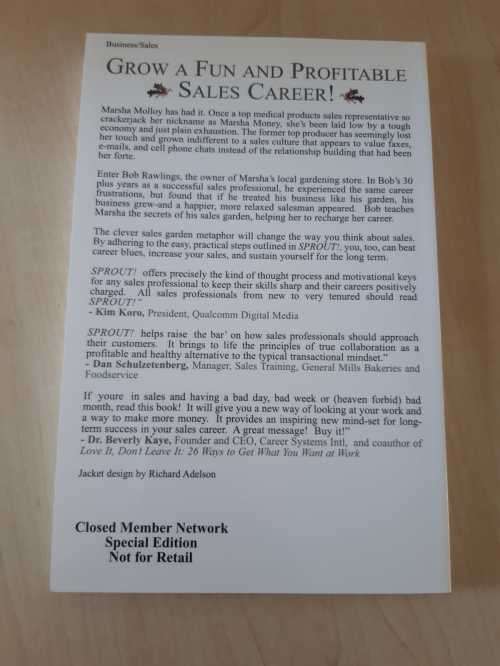 Business/Sales
GROW A FUN AND PROFITABLE
SALES CAREER!
Marsha Molloy has had it. Once a top medical products sales representative so
crackerjack her nickname as Marsha Money, she's been laid low by a tough
economy and just plain exhaustion. The former top producer has seemingly lost
her touch and grown indifferent to a sales culture that appears to value faxes,
e-mails, and cell phone chats instead of the relationship building that had been
her forte.
Enter Bob Rawlings, the owner of Marsha's local gardening store. In Bob's 30
plus years as a successful sales professional, he experienced the same career
frustrations, but found that if he treated his business like his garden, his
business grew-and a happier, more relaxed salesman appeared. Bob teaches
Marsha the secrets of his sales garden, helping her to recharge her career.
The clever sales garden metaphor will change the way you think about sales.
By adhering to the easy, practical steps outlined in SPROUT!, you, too, can beat
career blues, increase your sales, and sustain yourself for the long term.
SPROUT! offers precisely the kind of thought process and motivational keys
for any sales professional to keep their skills sharp and their careers positively
charged. All sales professionals from new to very tenured should read
SPROUT!"
- Kim Koro, President, Qualcomm Digital Media
SPROUT! helps raise the bar' on how sales professionals should approach
their customers. It brings to life the principles of true collaboration as a
profitable and healthy alternative to the typical transactional mindset."
- Dan Schulzetenberg, Manager, Sales Training, General Mills Bakeries and
Foodservice
If youre in sales and having a bad day, bad week or (heaven forbid) bad
month, read this book! It will give you a new way of looking at your work and
a way to make more money. It provides an inspiring new mind-set for long-
term success in your sales career. A great message! Buy it!"
- Dr. Beverly Kaye, Founder and CEO, Career Systems Intl, and coauthor of
Love It, Dont Leave It: 26 Ways to Get What You Want at Work
Jacket design by Richard Adelson
Closed Member Network
Special Edition
Not for Retail